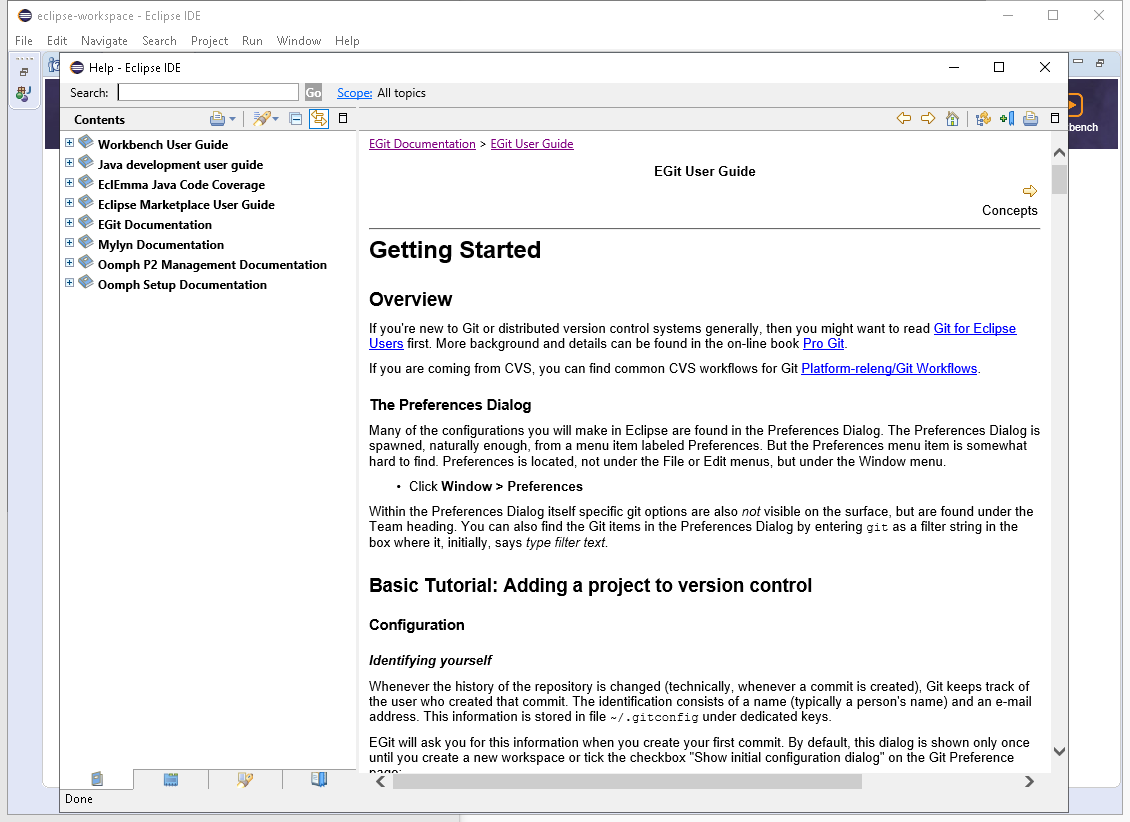 eclipse-workspace - Eclipse IDE
File Edit Navigate Search Project Run Window Help
Help - Eclipse IDE
Search: Go Scope: All topics
Contents
bench
Workbench User Guide
Java development user guide
EclEmma Java Code Coverage
Eclipse Marketplace User Guide
EGit Documentation
Mylyn Documentation
Oomph P2 Management Documentation
Oomph Setup Documentation
EGit Documentation > EGit User Guide
EGit User Guide
Concepts
Getting Started
Overview
If you're new to Git or distributed version control systems generally, then you might want to read Git for Eclipse
Users first. More background and details can be found in the on-line book Pro Git.
If you are coming from CVS, you can find common CVS workflows for Git Platform-releng/Git Workflows.
The Preferences Dialog
Many of the configurations you will make in Eclipse are found in the Preferences Dialog. The Preferences Dialog is
spawned, naturally enough, from a menu item labeled Preferences. But the Preferences menu item is somewhat
hard to find. Preferences is located, not under the File or Edit menus, but under the Window menu.
• Click Window > Preferences
Within the Preferences Dialog itself specific git options are also not visible on the surface, but are found under the
Team heading. You can also find the Git items in the Preferences Dialog by entering git as a filter string in the
box where it, initially, says type filter text.
Basic Tutorial: Adding a project to version control
Configuration
Identifying yourself
Whenever the history of the repository is changed (technically, whenever a commit is created), Git keeps track of
the user who created that commit. The identification consists of a name (typically a person's name) and an e-mail
address. This information is stored in file ~/.gitconfig under dedicated keys.
EGit will ask you for this information when you create your first commit. By default, this dialog is shown only once
until you create a new workspace or tick the checkbox "Show initial configuration dialog" on the Git Preference
page:
Done